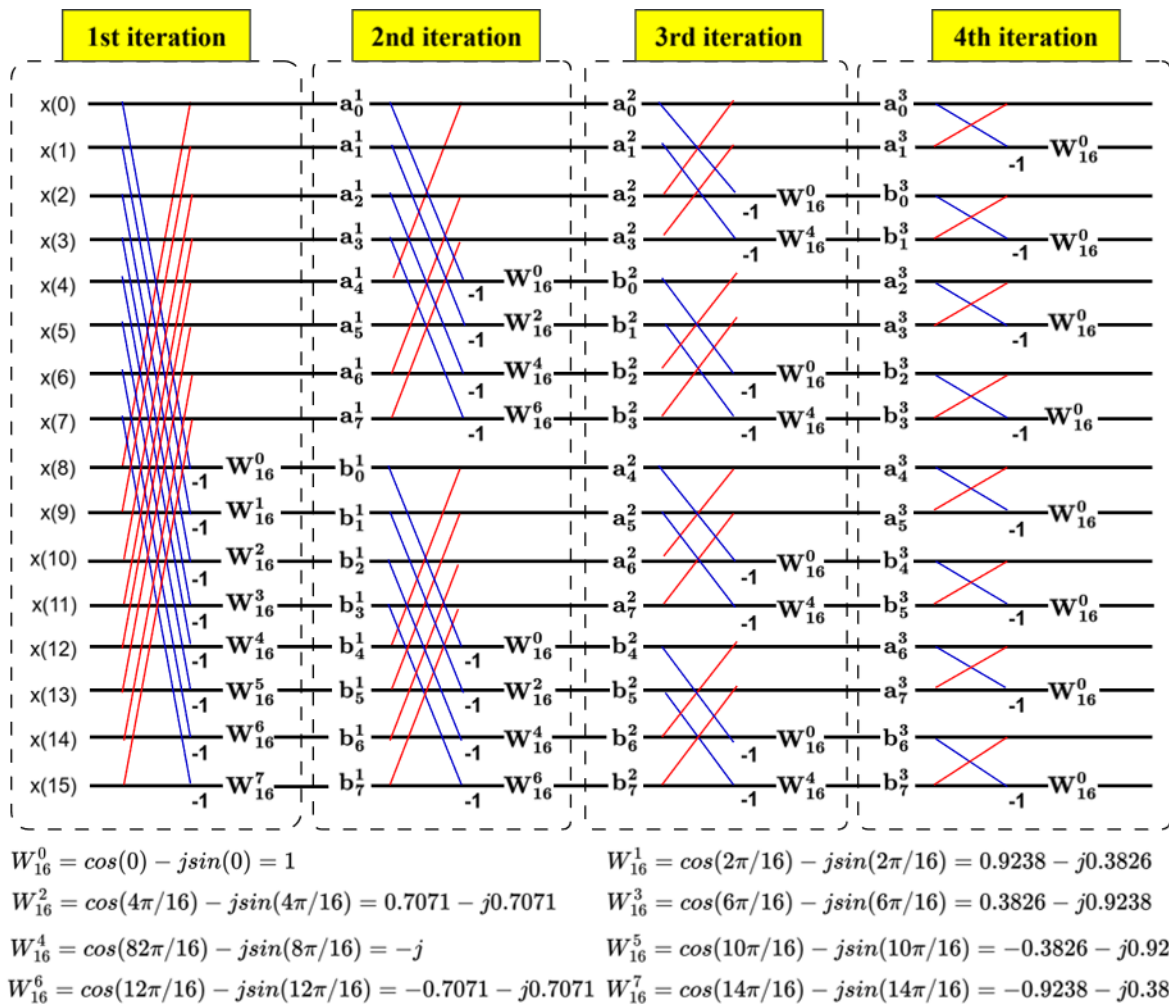 1st iteration 2nd iteration 3rd iteration 4th iteration
x(0) a_0^1 a_0^2 a_0^3
x(1) a_1^1 a_1^2 a_1^3 -1 W_16^0
x(2) a_2^1 a_2^2 -1 W_16^0 b_0^3
x(3) a_3^1 a_3^2 -1 W_16^4 b_1^3 -1 W_16^0
x(4) a_4^1 -1 W_16^0 b_0^2 a_2^3
x(5) a_5^1 -1 W_16^2 b_1^2 a_3^3 -1 W_16^0
x(6) a_6^1 -1 W_16^4 b_2^2 -1 W_16^0 b_2^3
x(7) a_7^1 -1 W_16^6 b_3^2 -1 W_16^4 b_3^3 -1 W_16^0
x(8) -1 W_16^0 b_0^1 a_4^2 a_4^3
x(9) -1 W_16^1 b_1^1 a_5^2 a_5^3 -1 W_16^0
x(10) -1 W_16^2 b_2^1 a_6^2 -1 W_16^0 b_4^3
x(11) -1 W_16^3 b_3^1 a_7^2 -1 W_16^4 b_5^3 -1 W_16^0
x(12) -1 W_16^4 b_4^1 -1 W_16^0 b_4^2 a_6^3
x(13) -1 W_16^5 b_5^1 -1 W_16^2 b_5^2 a_7^3 -1 W_16^0
x(14) -1 W_16^6 b_6^1 -1 W_16^4 b_6^2 -1 W_16^0 b_6^3
x(15) -1 W_16^7 b_7^1 -1 W_16^6 b_7^2 -1 W_16^4 b_7^3 -1 W_16^0
W_16^0 = cos(0) − jsin(0) = 1 W_16^1 = cos(2π/16) − jsin(2π/16) = 0.9238 − j0.3826
W_16^2 = cos(4π/16) − jsin(4π/16) = 0.7071 − j0.7071 W_16^3 = cos(6π/16) − jsin(6π/16) = 0.3826 − j0.9238
W_16^4 = cos(82π/16) − jsin(8π/16) = −j W_16^5 = cos(10π/16) − jsin(10π/16) = −0.3826 − j0.92
W_16^6 = cos(12π/16) − jsin(12π/16) = −0.7071 − j0.7071 W_16^7 = cos(14π/16) − jsin(14π/16) = −0.9238 − j0.38